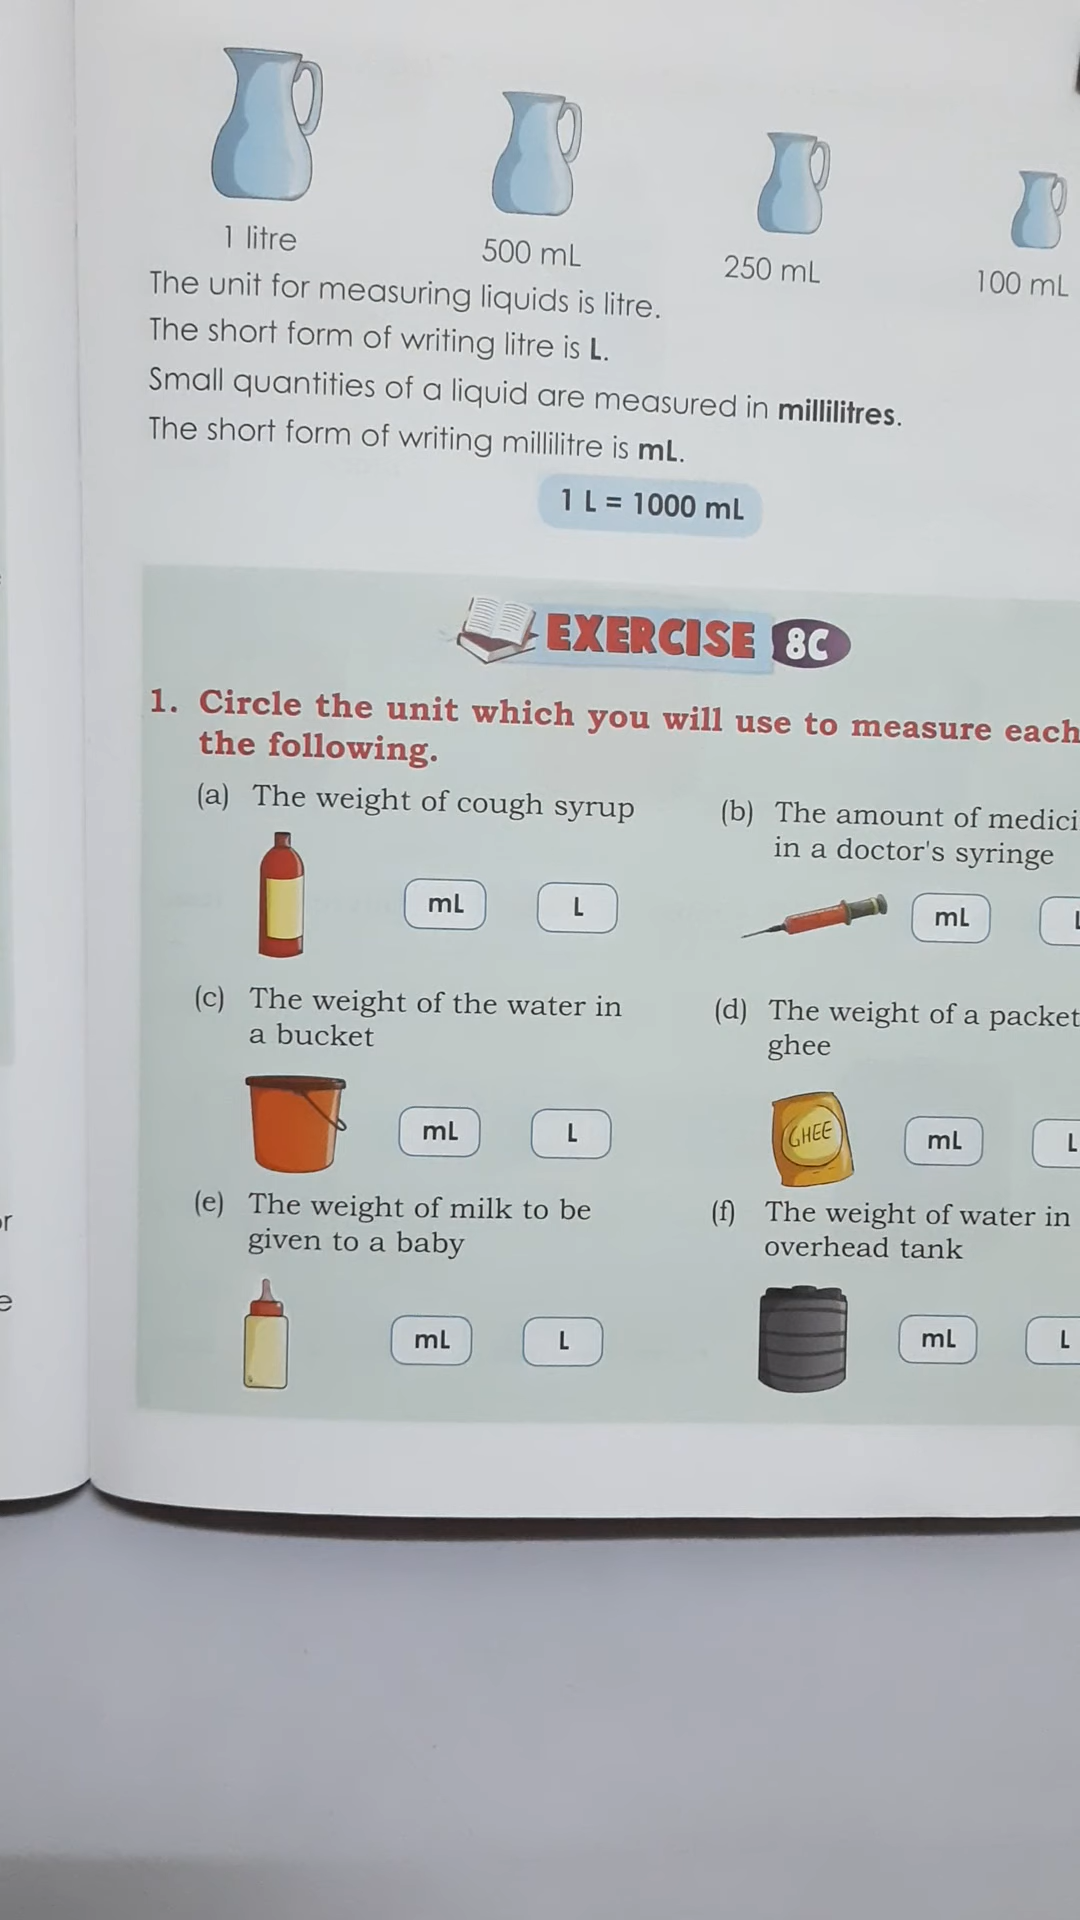 1 litre
500 mL
250 mL
100 mL
The unit for measuring liquids is litre.
The short form of writing litre is L.
Small quantities of a liquid are measured in millilitres.
The short form of writing millilitre is mL.
1 L = 1000 mL
EXERCISE 8C
1. Circle the unit which you will use to measure each
the following.
(a) The weight of cough syrup
mL L
(b) The amount of medici
in a doctor's syringe
mL
(c) The weight of the water in
a bucket
mL L
(d) The weight of a packet
ghee
GHEE
mL L
(e) The weight of milk to be
given to a baby
mL L
(f) The weight of water in
overhead tank
mL L